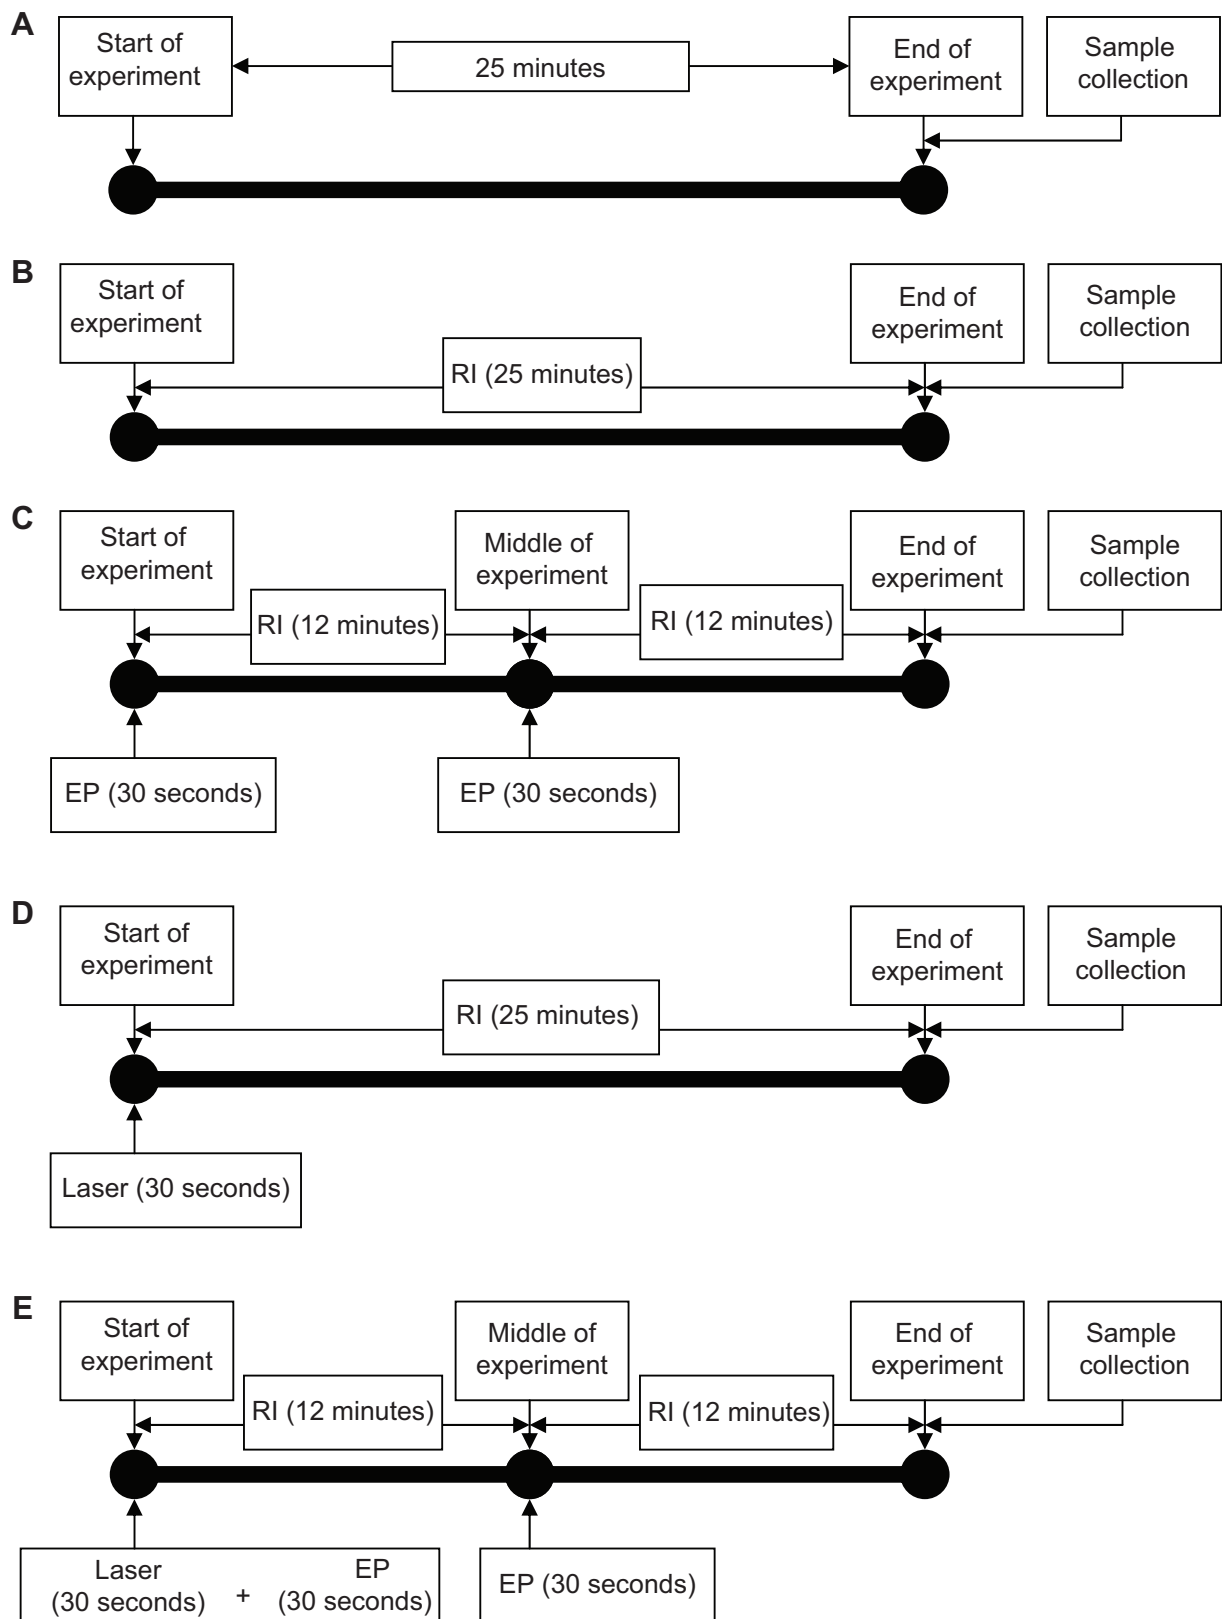 A
Start of
experiment
25 minutes
End of
experiment
Sample
collection
B
Start of
experiment
RI (25 minutes)
End of
experiment
Sample
collection
C
Start of
experiment
Middle of
experiment
End of
experiment
Sample
collection
RI (12 minutes)
RI (12 minutes)
EP (30 seconds)
EP (30 seconds)
D
Start of
experiment
RI (25 minutes)
End of
experiment
Sample
collection
Laser (30 seconds)
E
Start of
experiment
Middle of
experiment
End of
experiment
Sample
collection
RI (12 minutes)
RI (12 minutes)
Laser
(30 seconds)
+
EP
(30 seconds)
EP (30 seconds)